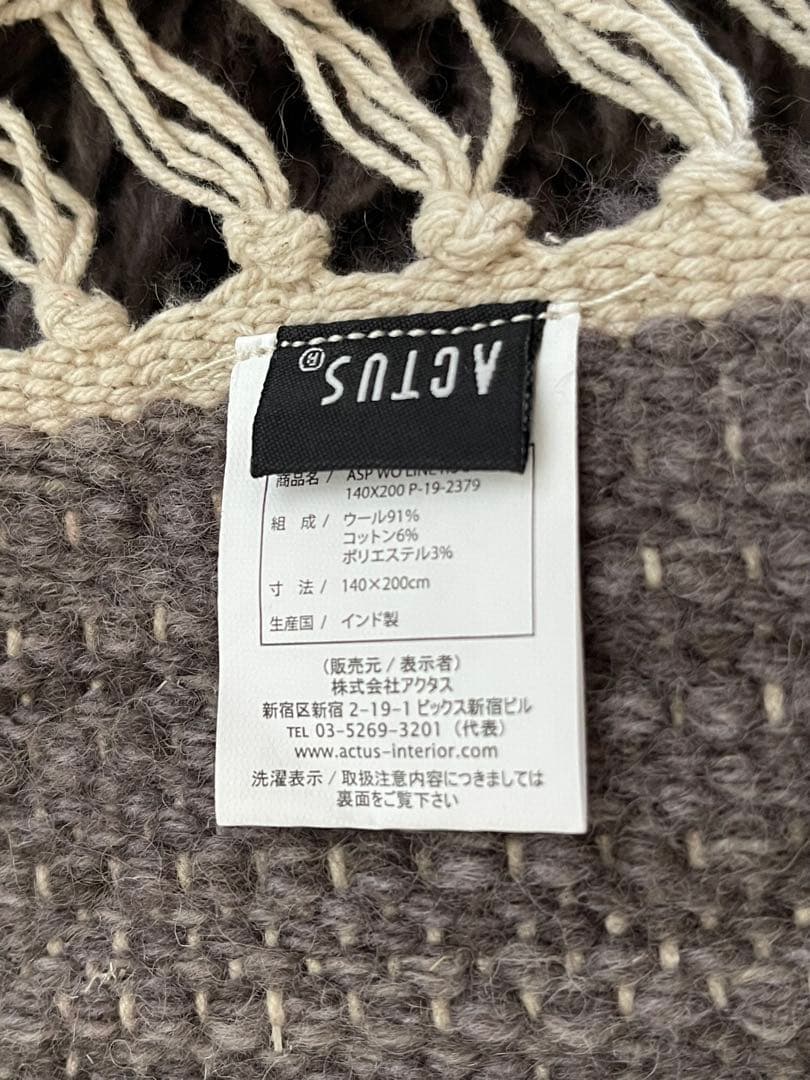 ACTUS®
商品名 / ASP WO LINE
140X200 P-19-2379
組 成 / ウール91%
コットン6%
ポリエステル3%
寸 法 / 140×200cm
生産国 / インド製
(販売元 / 表示者)
株式会社アクタス
新宿区新宿 2-19-1 ビックス新宿ビル
TEL 03-5269-3201 (代表)
www.actus-interior.com
洗濯表示 / 取扱注意内容につきましては
裏面をご覧下さい